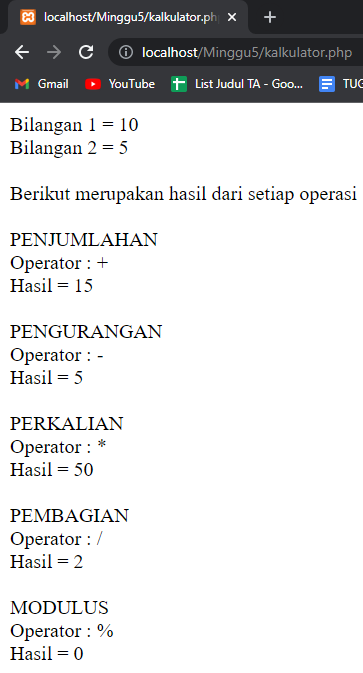 localhost/Minggu5/kalkulator.ph
localhost/Minggu5/kalkulator.php
Gmail
YouTube
List Judul TA - Goo...
TUG
Bilangan 1 = 10
Bilangan 2 = 5
Berikut merupakan hasil dari setiap operasi
PENJUMLAHAN
Operator : +
Hasil = 15
PENGURANGAN
Operator : -
Hasil = 5
PERKALIAN
Operator : *
Hasil = 50
PEMBAGIAN
Operator : /
Hasil = 2
MODULUS
Operator : %
Hasil = 0